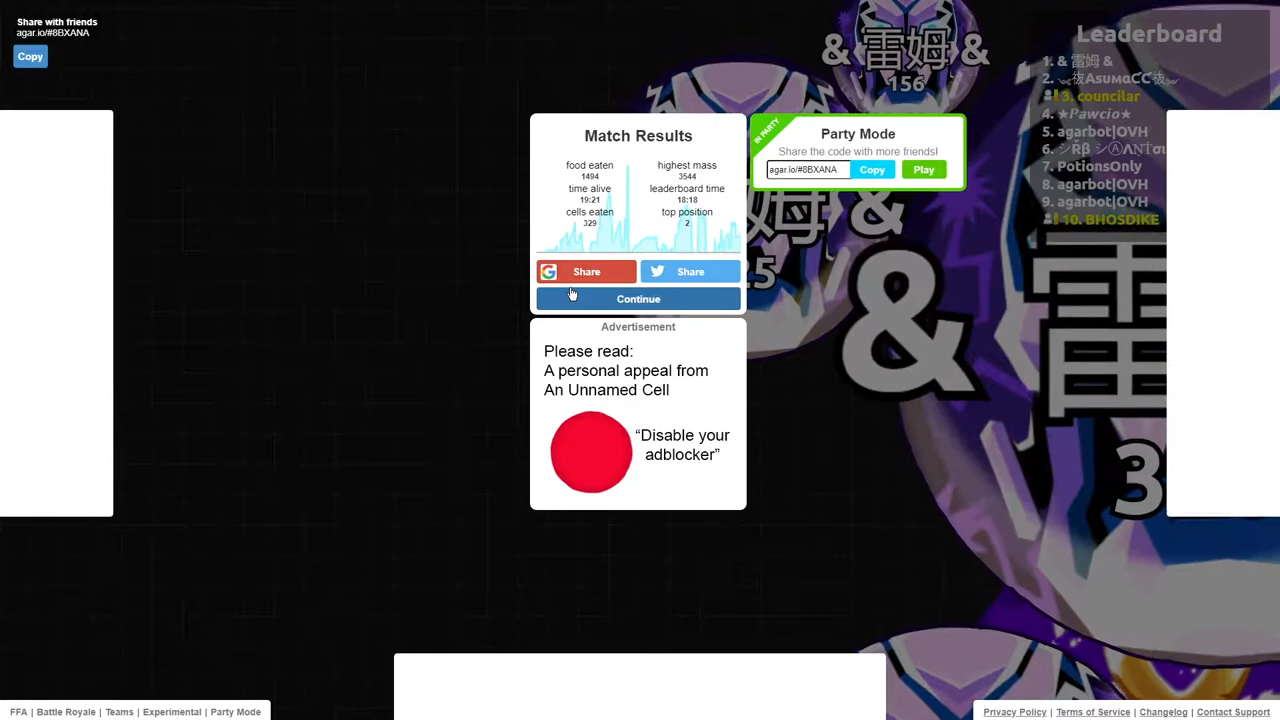 Share with friends
agar.io/#8BXANA
Copy
Leaderboard
1. & 雷姆 &
3. councilar
4. ★Pawcio★
5. agarbot|OVH
7. PotionsOnly
8. agarbot|OVH
9. agarbot|OVH
10. BHOSDIKE
& 雷姆 &
156
Match Results
food eaten
1494
highest mass
3544
time alive
19:21
leaderboard time
18:18
cells eaten
329
top position
2
Share
Share
Continue
IN PARTY
Party Mode
Share the code with more friends!
agar.io/#8BXANA
Copy
Play
&
& 雷
3
Advertisement
Please read:
A personal appeal from
An Unnamed Cell
“Disable your
adblocker”
FFA | Battle Royale | Teams | Experimental | Party Mode
Privacy Policy | Terms of Service | Changelog | Contact Support